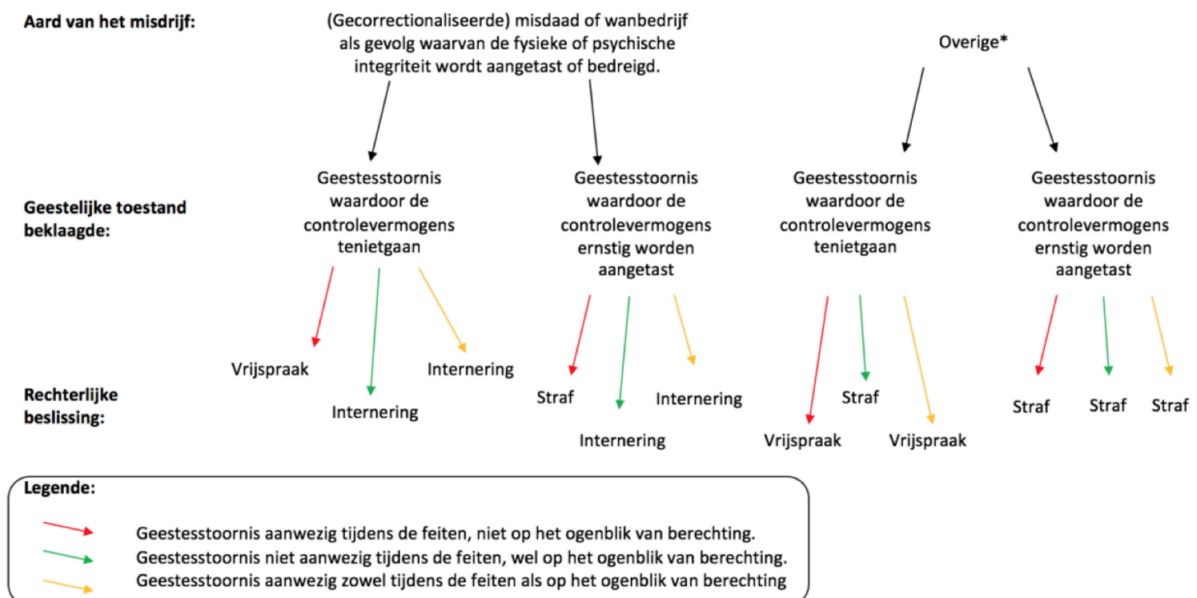 Aard van het misdrijf:
(Gecorrectionaliseerde) misdaad of wanbedrijf
als gevolg waarvan de fysieke of psychische
integriteit wordt aangetast of bedreigd.
Overige*
Geestelijke toestand
beklaagde:
Geestesstoornis
waardoor de
controlevermogens
tenietgaan
Geestesstoornis
waardoor de
controlevermogens
ernstig worden
aangetast
Geestesstoornis
waardoor de
controlevermogens
tenietgaan
Geestesstoornis
waardoor de
controlevermogens
ernstig worden
aangetast
Rechterlijke
beslissing:
Vrijspraak
Internering
Internering
Straf
Internering
Internering
Vrijspraak
Straf
Vrijspraak
Straf
Straf
Straf
Legende:
Geestesstoornis aanwezig tijdens de feiten, niet op het ogenblik van berechting.
Geestesstoornis niet aanwezig tijdens de feiten, wel op het ogenblik van berechting.
Geestesstoornis aanwezig zowel tijdens de feiten als op het ogenblik van berechting